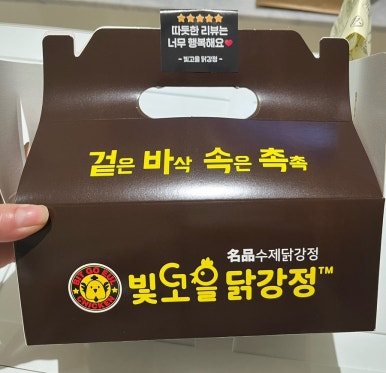 ★★★★★
따듯한 리뷰는
너무 행복해요❤
- 빛고을 닭강정 -
겉은 바삭 속은 촉촉
名品수제닭강정
빛고을 닭강정™
BIT GO EUL
CHICKEN